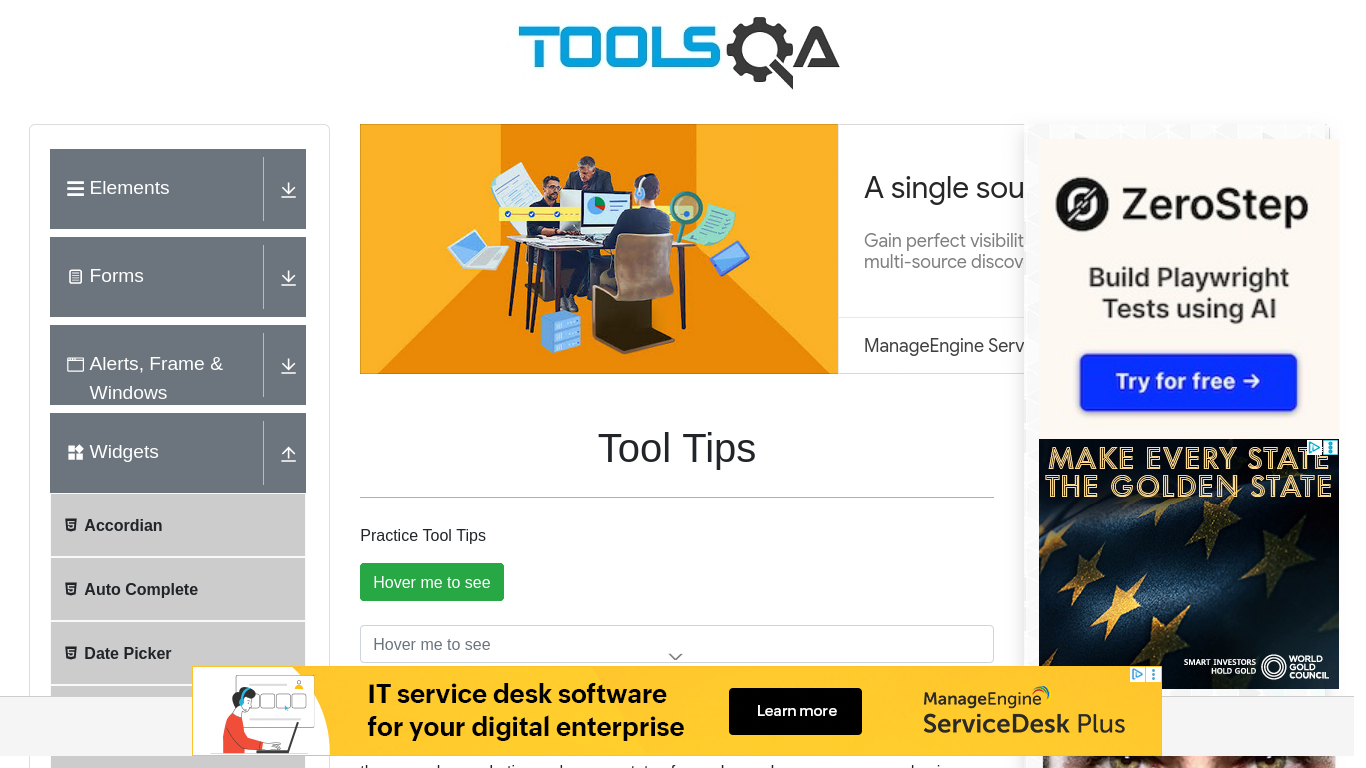 TOOLSQA
Elements
Forms
Alerts, Frame &
Windows
Widgets
Accordian
Auto Complete
Date Picker
A single sou
Gain perfect visibilit
multi-source discov
ManageEngine Serv
Tool Tips
Practice Tool Tips
Hover me to see
Hover me to see
ZeroStep
Build Playwright
Tests using AI
Try for free →
MAKE EVERY STATE
THE GOLDEN STATE
SMART INVESTORS
HOLD GOLD
WORLD
GOLD
COUNCIL
IT service desk software
for your digital enterprise
Learn more
ManageEngine
ServiceDesk Plus